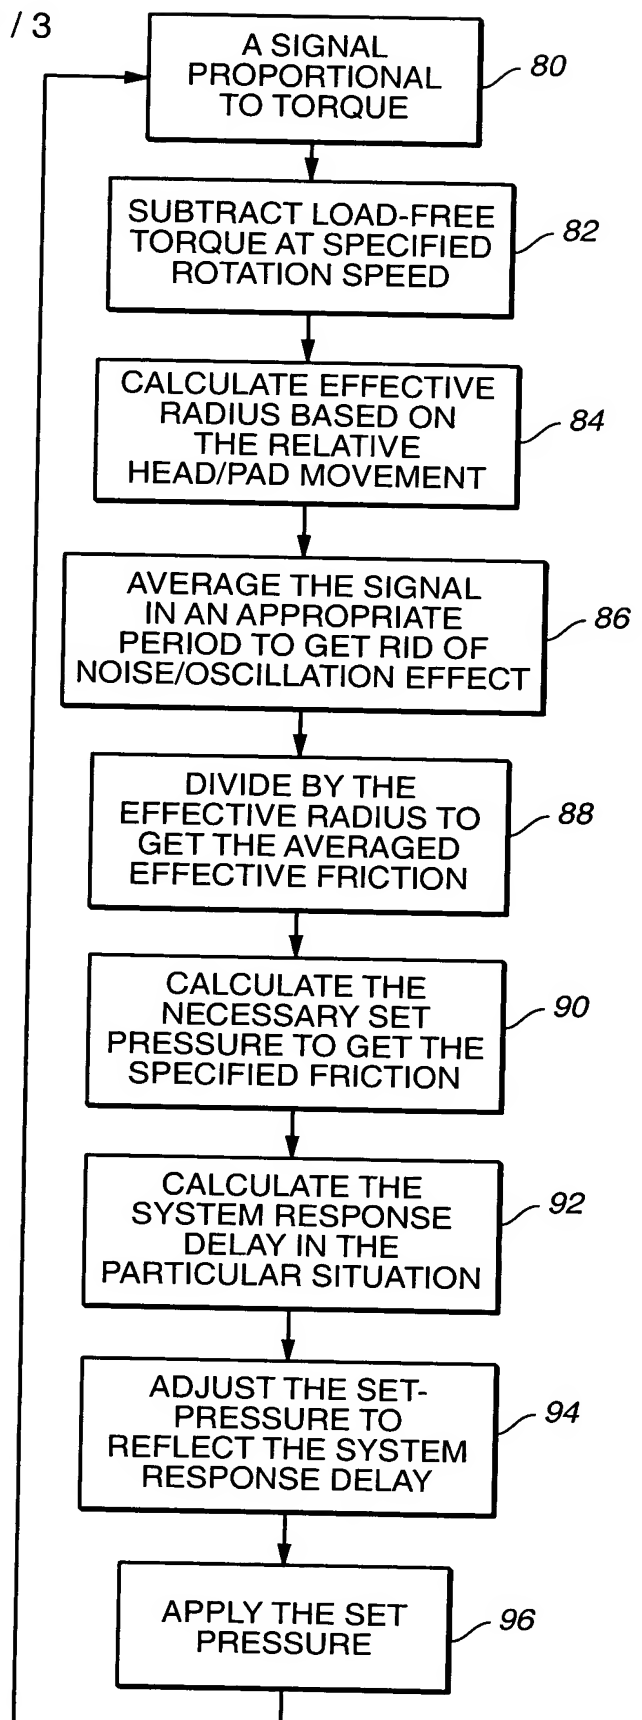 / 3
A SIGNAL
PROPORTIONAL
TO TORQUE
80
SUBTRACT LOAD-FREE
TORQUE AT SPECIFIED
ROTATION SPEED
82
CALCULATE EFFECTIVE
RADIUS BASED ON
THE RELATIVE
HEAD/PAD MOVEMENT
84
AVERAGE THE SIGNAL
IN AN APPROPRIATE
PERIOD TO GET RID OF
NOISE/OSCILLATION EFFECT
86
DIVIDE BY THE
EFFECTIVE RADIUS TO
GET THE AVERAGED
EFFECTIVE FRICTION
88
CALCULATE THE
NECESSARY SET
PRESSURE TO GET THE
SPECIFIED FRICTION
90
CALCULATE THE
SYSTEM RESPONSE
DELAY IN THE
PARTICULAR SITUATION
92
ADJUST THE SET-
PRESSURE TO
REFLECT THE SYSTEM
RESPONSE DELAY
94
APPLY THE SET
PRESSURE
96